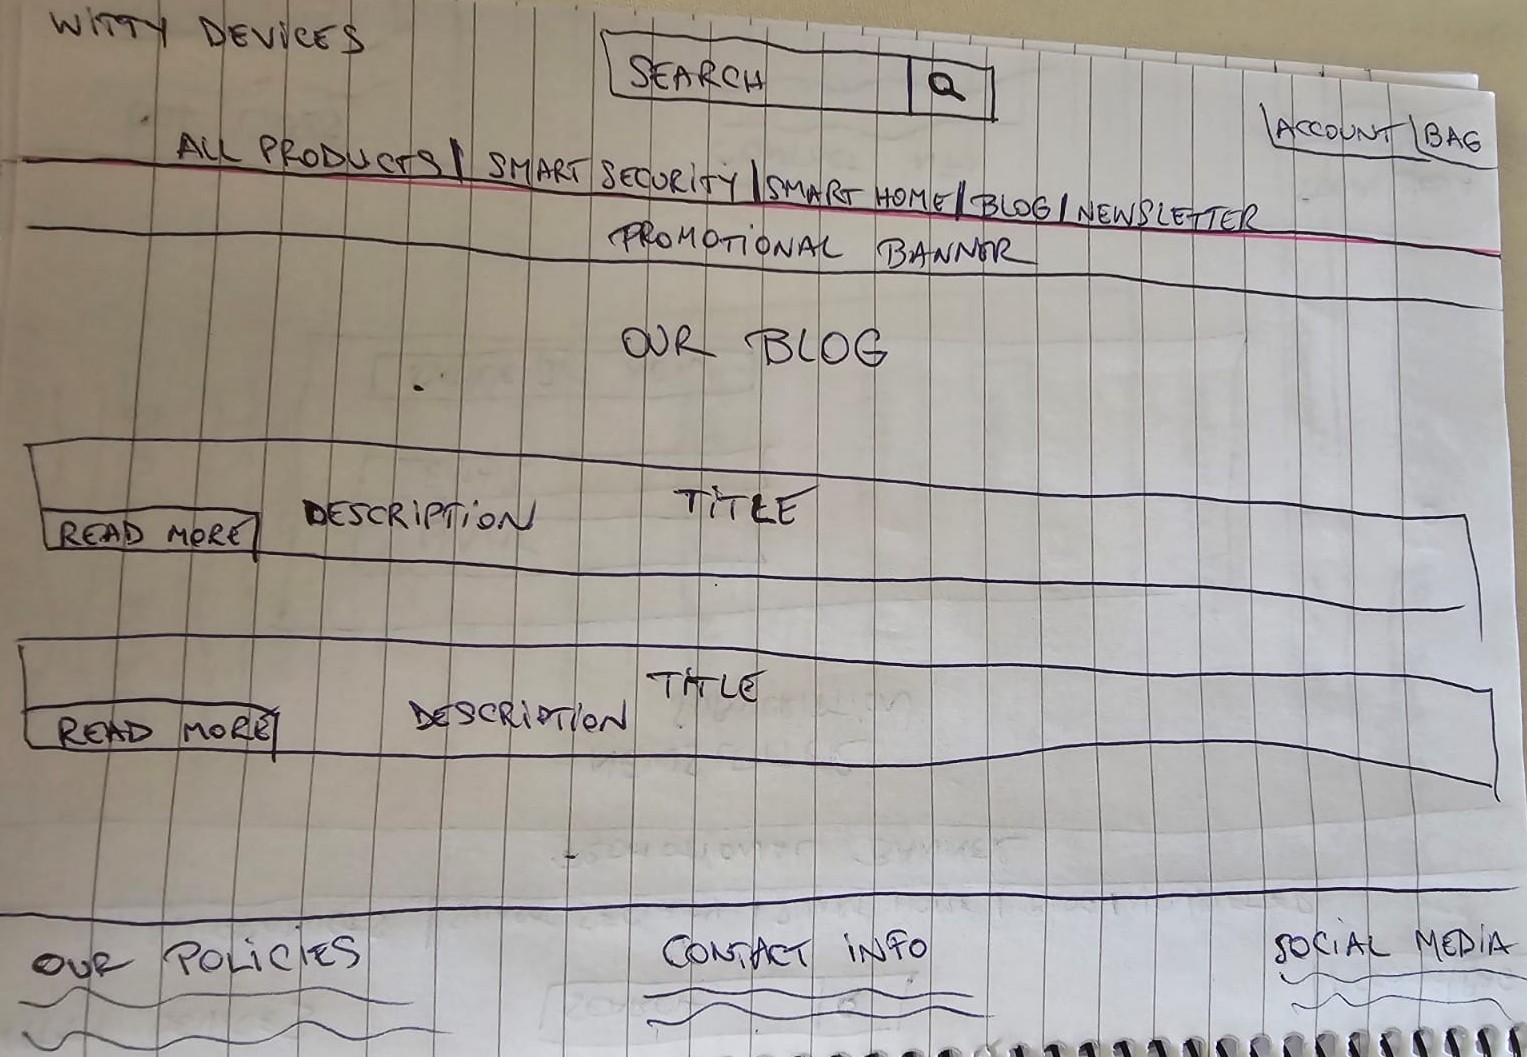 WITTY DEVICES
SEARCH
ACCOUNT | BAG
ALL PRODUCTS | SMART SECURITY | SMART HOME | BLOG | NEWSLETTER
PROMOTIONAL BANNER
OUR BLOG
TITLE
DESCRIPTION
READ MORE
TITLE
DESCRIPTION
READ MORE
OUR POLICIES
CONTACT INFO
SOCIAL MEDIA